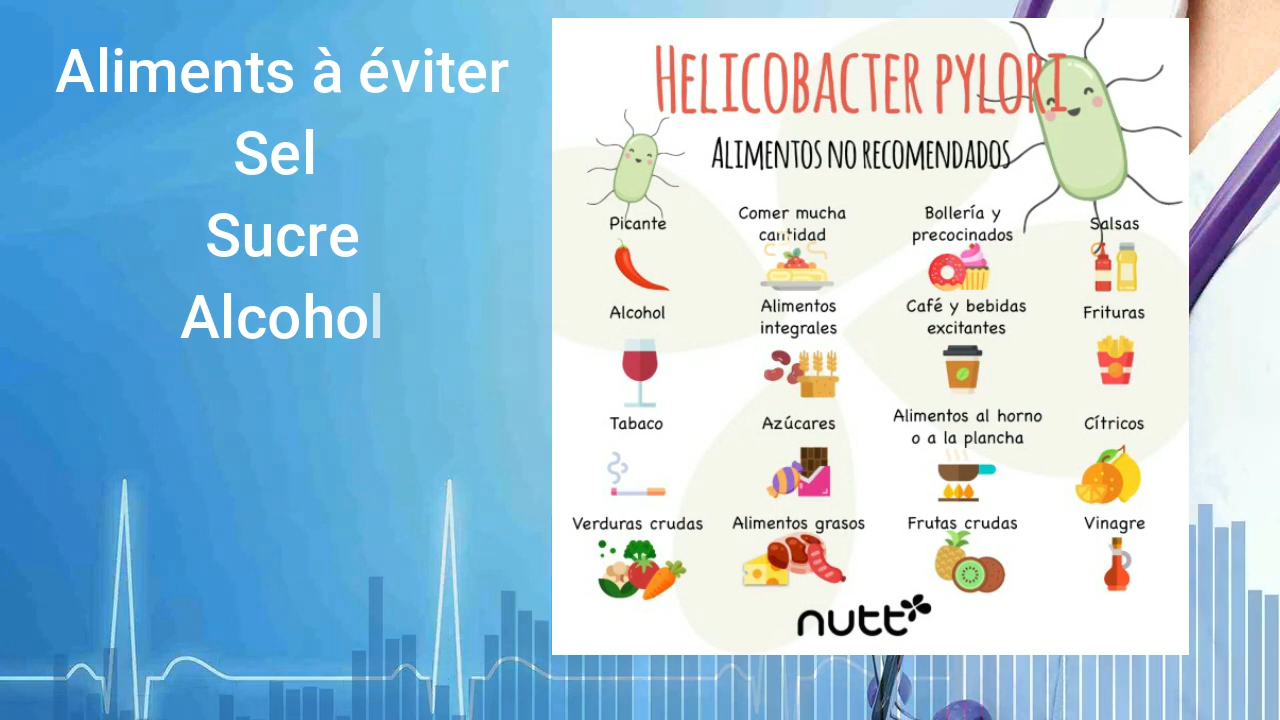 Aliments à éviter
Sel
Sucre
Alcohol
HELICOBACTER PYLORI
ALIMENTOS NO RECOMENDADOS
Picante
Comer mucha
cantidad
Bollería y
precocinados
Salsas
Alcohol
Alimentos
integrales
Café y bebidas
excitantes
Frituras
Tabaco
Azúcares
Alimentos al horno
o a la plancha
Cítricos
Verduras crudas
Alimentos grasos
Frutas crudas
Vinagre
nutt